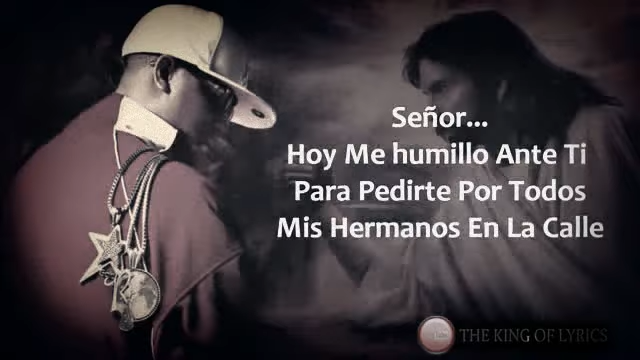 Señor...
Hoy Me humillo Ante Ti
Para Pedirte Por Todos
Mis Hermanos En La Calle
THE KING OF LYRICS